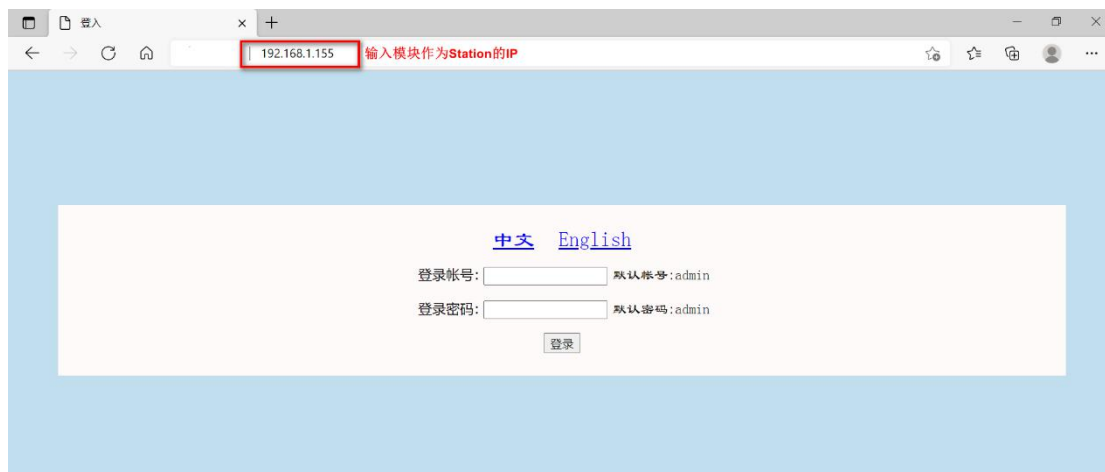 登入
192.168.1.155 输入模块作为Station的IP
中文 English
登录帐号: 默认帐号:admin
登录密码: 默认密码:admin
登录